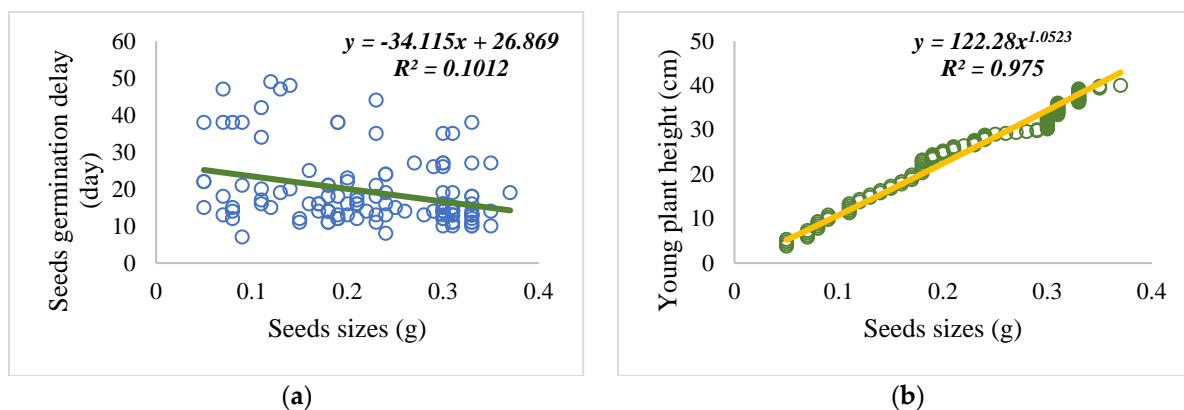 y = -34.115x + 26.869
R² = 0.1012
Seeds germination delay
(day)
60
50
40
30
20
10
0
0
0.1
0.2
0.3
0.4
Seeds sizes (g)
(a)
y = 122.28x^1.0523
R² = 0.975
Young plant height (cm)
50
40
30
20
10
0
0
0.1
0.2
0.3
0.4
Seeds sizes (g)
(b)